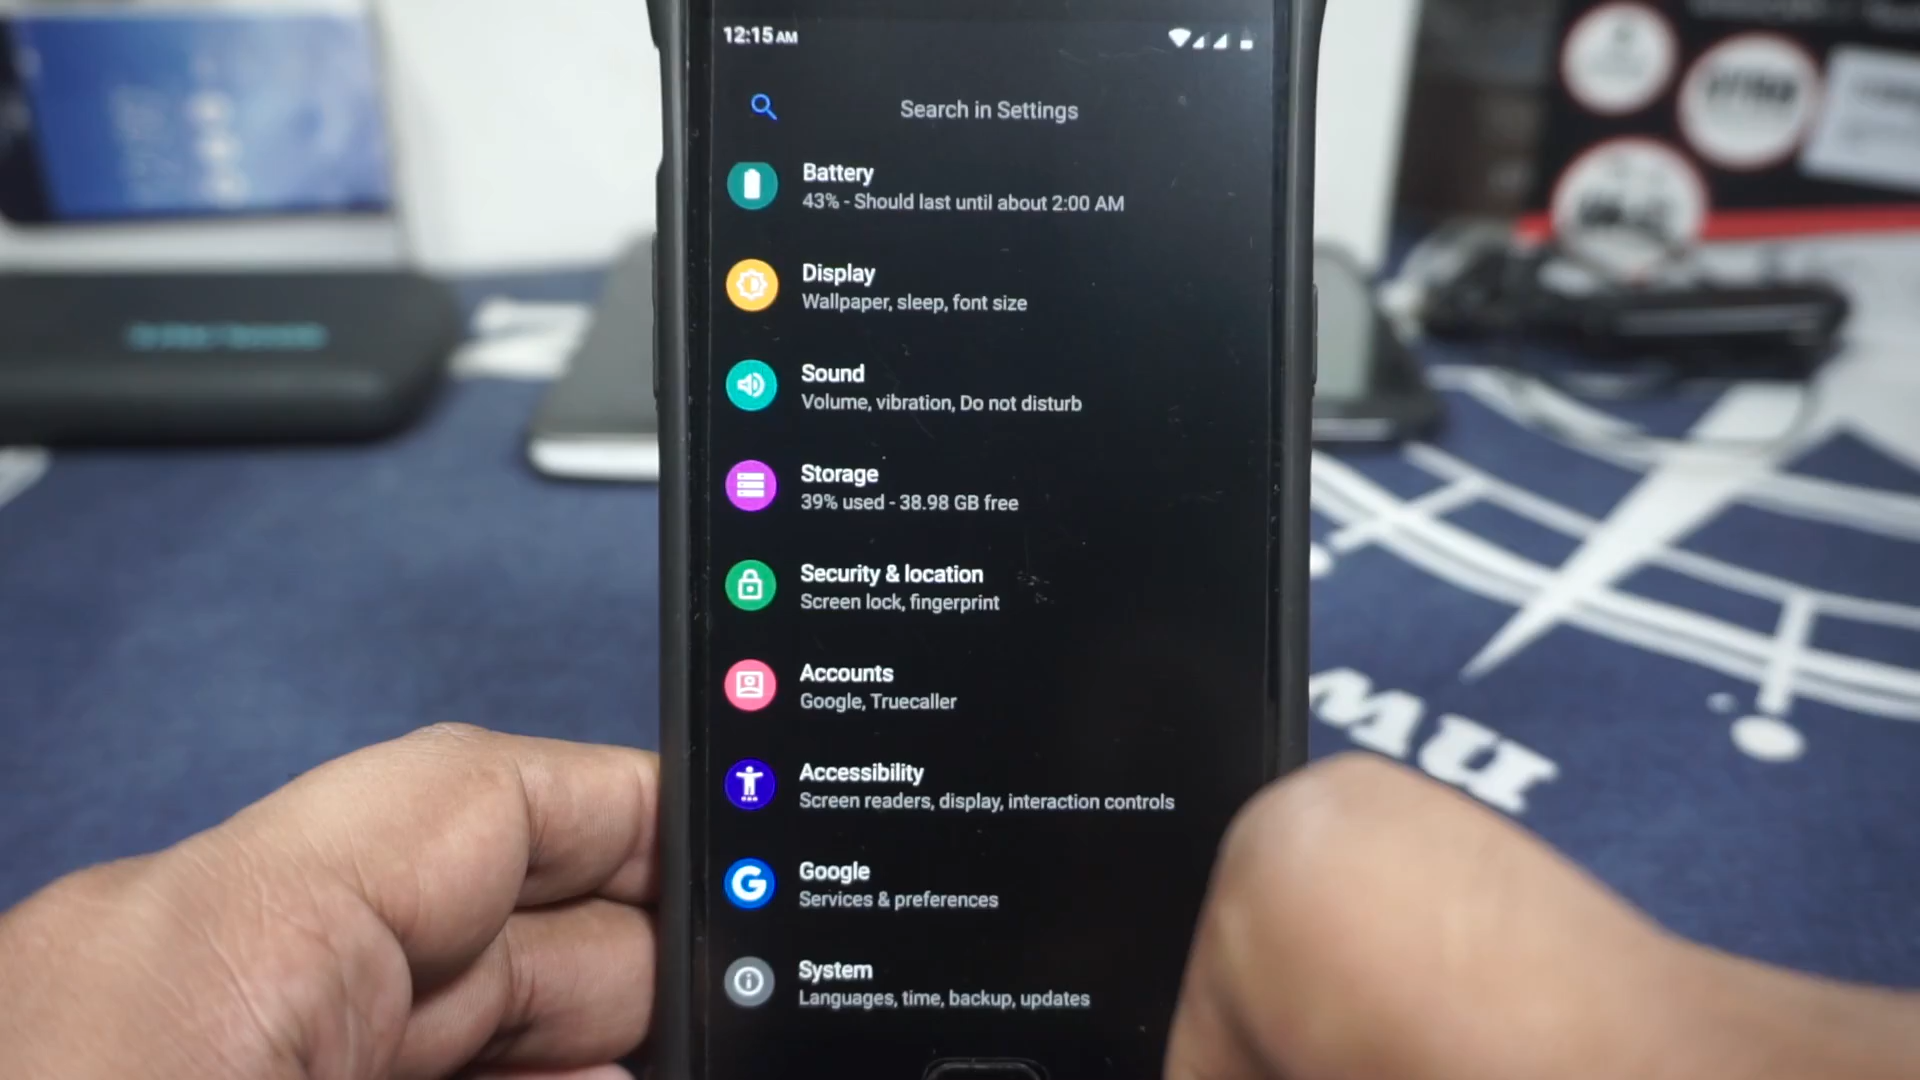 12:15 AM
Search in Settings
Battery
43% - Should last until about 2:00 AM
Display
Wallpaper, sleep, font size
Sound
Volume, vibration, Do not disturb
Storage
39% used - 38.98 GB free
Security & location
Screen lock, fingerprint
Accounts
Google, Truecaller
Accessibility
Screen readers, display, interaction controls
Google
Services & preferences
System
Languages, time, backup, updates
nw